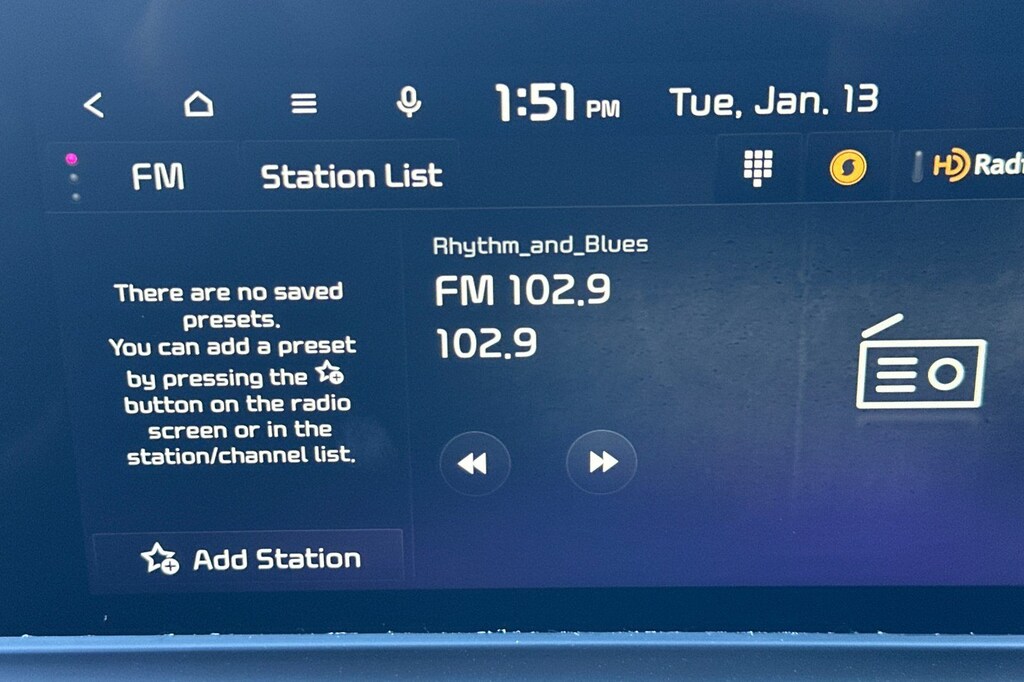 1:51 PM Tue, Jan. 13
FM Station List HD
Rhythm_and_Blues
FM 102.9
102.9
There are no saved
presets.
You can add a preset
by pressing the
button on the radio
screen or in the
station/channel list.
Add Station